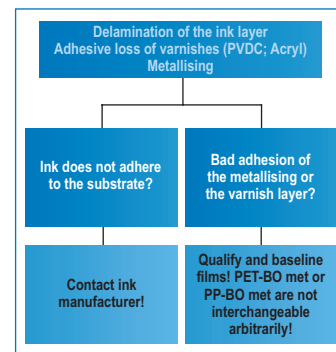 Delamination of the ink layer
Adhesive loss of varnishes (PVDC; Acryl)
Metallising
Ink does not adhere
to the substrate?
Bad adhesion of
the metallising or
the varnish layer?
Contact ink
manufacturer!
Qualify and baseline
films! PET-BO met or
PP-BO met are not
interchangeable
arbitrarily!